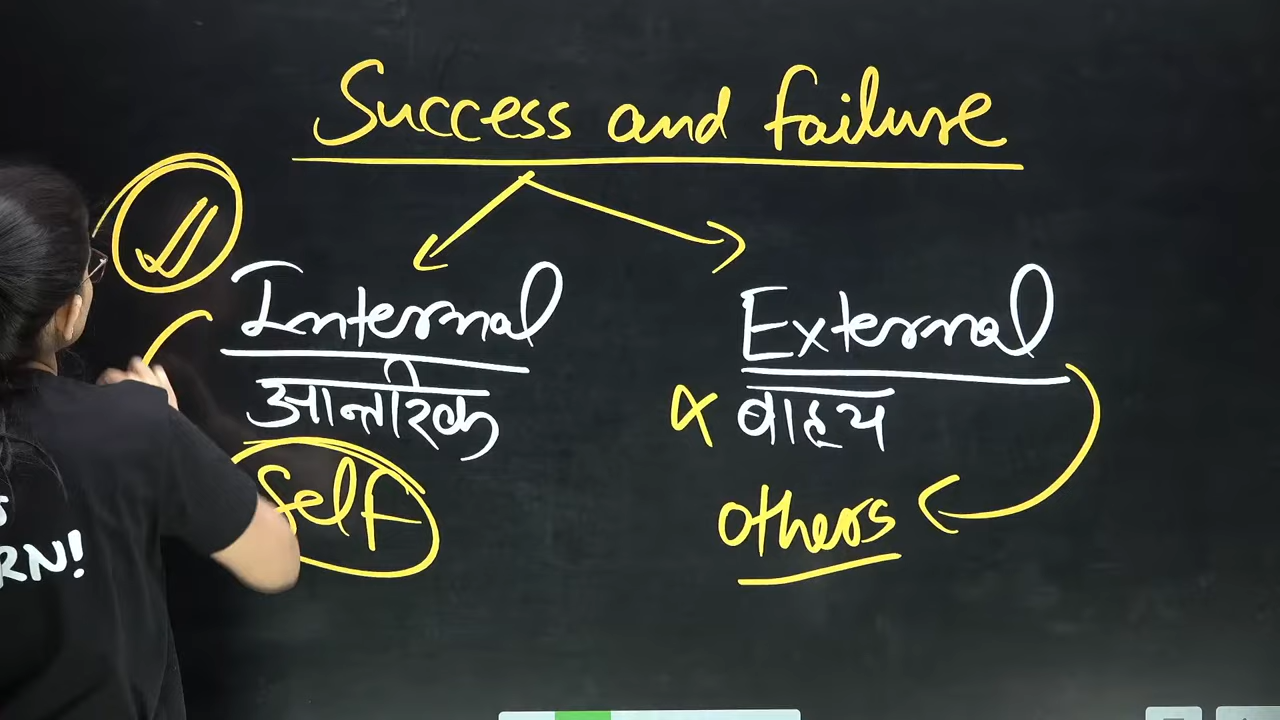 Success and failure
Internal
आन्तरिक
Self
External
बाह्य
others
RN!